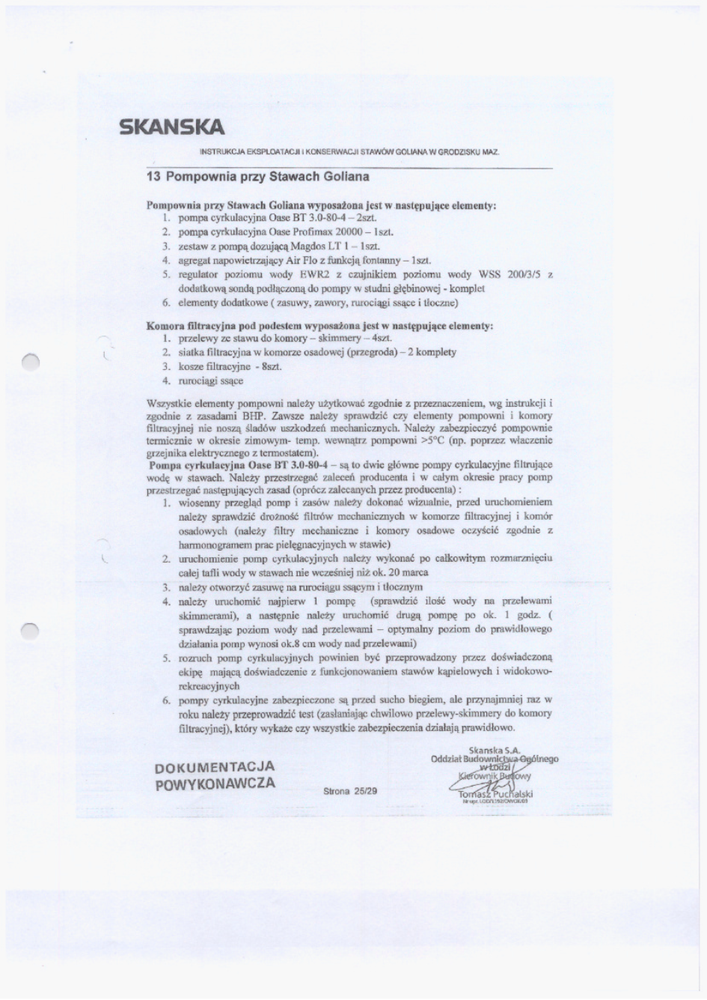 SKANSKA
INSTRUKCJA EKSPLOATACJI I KONSERWACJI STAWÓW GOLIANA W GRODZISKU MAZ.
13 Pompownia przy Stawach Goliana
Pompownia przy Stawach Goliana wyposażona jest w następujące elementy:
1. pompa cyrkulacyjna Oase BT 3.0-80-4 – 2szt.
2. pompa cyrkulacyjna Oase Profimax 20000 – 1szt.
3. zestaw z pompą dozującą Magdos LT 1 – 1szt.
4. agregat napowietrzający Air Flo z funkcją fontanny – 1szt.
5. regulator poziomu wody EWR2 z czujnikiem poziomu wody WSS 200/3/5 z
dodatkową sondą podłączoną do pompy w studni głębinowej - komplet
6. elementy dodatkowe ( zasuwy, zawory, rurociągi ssące i tłoczne)
Komora filtracyjna pod podestem wyposażona jest w następujące elementy:
1. przelewy ze stawu do komory – skimmery – 4szt.
2. siatka filtracyjna w komorze osadowej (przegroda) – 2 komplety
3. kosze filtracyjne - 8szt.
4. rurociągi ssące
Wszystkie elementy pompowni należy użytkować zgodnie z przeznaczeniem, wg instrukcji i
zgodnie z zasadami BHP. Zawsze należy sprawdzić czy elementy pompowni i komory
filtracyjnej nie noszą śladów uszkodzeń mechanicznych. Należy zabezpieczyć pompownie
termicznie w okresie zimowym- temp. wewnątrz pompowni >5°C (np. poprzez włączenie
grzejnika elektrycznego z termostatem).
Pompa cyrkulacyjna Oase BT 3.0-80-4 – są to dwie główne pompy cyrkulacyjne filtrujące
wodę w stawach. Należy przestrzegać zaleceń producenta i w całym okresie pracy pomp
przestrzegać następujących zasad (oprócz zalecanych przez producenta) :
1. wiosenny przegląd pomp i zasów należy dokonać wizualnie, przed uruchomieniem
należy sprawdzić drożność filtrów mechanicznych w komorze filtracyjnej i komór
osadowych (należy filtry mechaniczne i komory osadowe oczyścić zgodnie z
harmonogramem prac pielęgnacyjnych w stawie)
2. uruchomienie pomp cyrkulacyjnych należy wykonać po całkowitym rozmarznięciu
całej tafli wody w stawach nie wcześniej niż ok. 20 marca
3. należy otworzyć zasuwę na rurociągu ssącym i tłocznym
4. należy uruchomić najpierw 1 pompę (sprawdzić ilość wody na przelewami
skimmerami), a następnie należy uruchomić drugą pompę po ok. 1 godz. (
sprawdzając poziom wody nad przelewami – optymalny poziom do prawidłowego
działania pomp wynosi ok.8 cm wody nad przelewami)
5. rozruch pomp cyrkulacyjnych powinien być przeprowadzony przez doświadczoną
ekipę mającą doświadczenie z funkcjonowaniem stawów kąpielowych i widokowo-
rekreacyjnych
6. pompy cyrkulacyjne zabezpieczone są przed sucho biegiem, ale przynajmniej raz w
roku należy przeprowadzić test (zasłaniając chwilowo przelewy-skimmery do komory
filtracyjnej), który wykaże czy wszystkie zabezpieczenia działają prawidłowo.
DOKUMENTACJA
POWYKONAWCZA
Strona 25/29
Skanska S.A.
Oddział Budownictwa Ogólnego
w Łodzi
Kierownik Budowy
Tomasz Puchalski